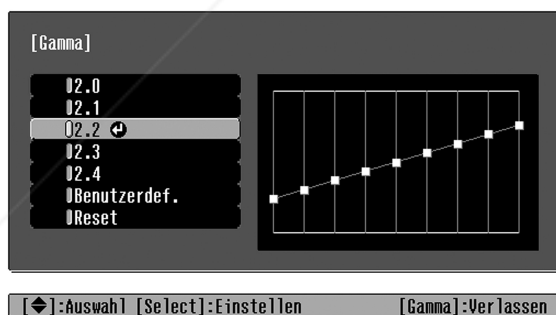 [Gamma]
2.0
2.1
2.2
2.3
2.4
Benutzerdef.
Reset
[◆]:Auswahl [Select]:Einstellen [Gamma]:Verlassen